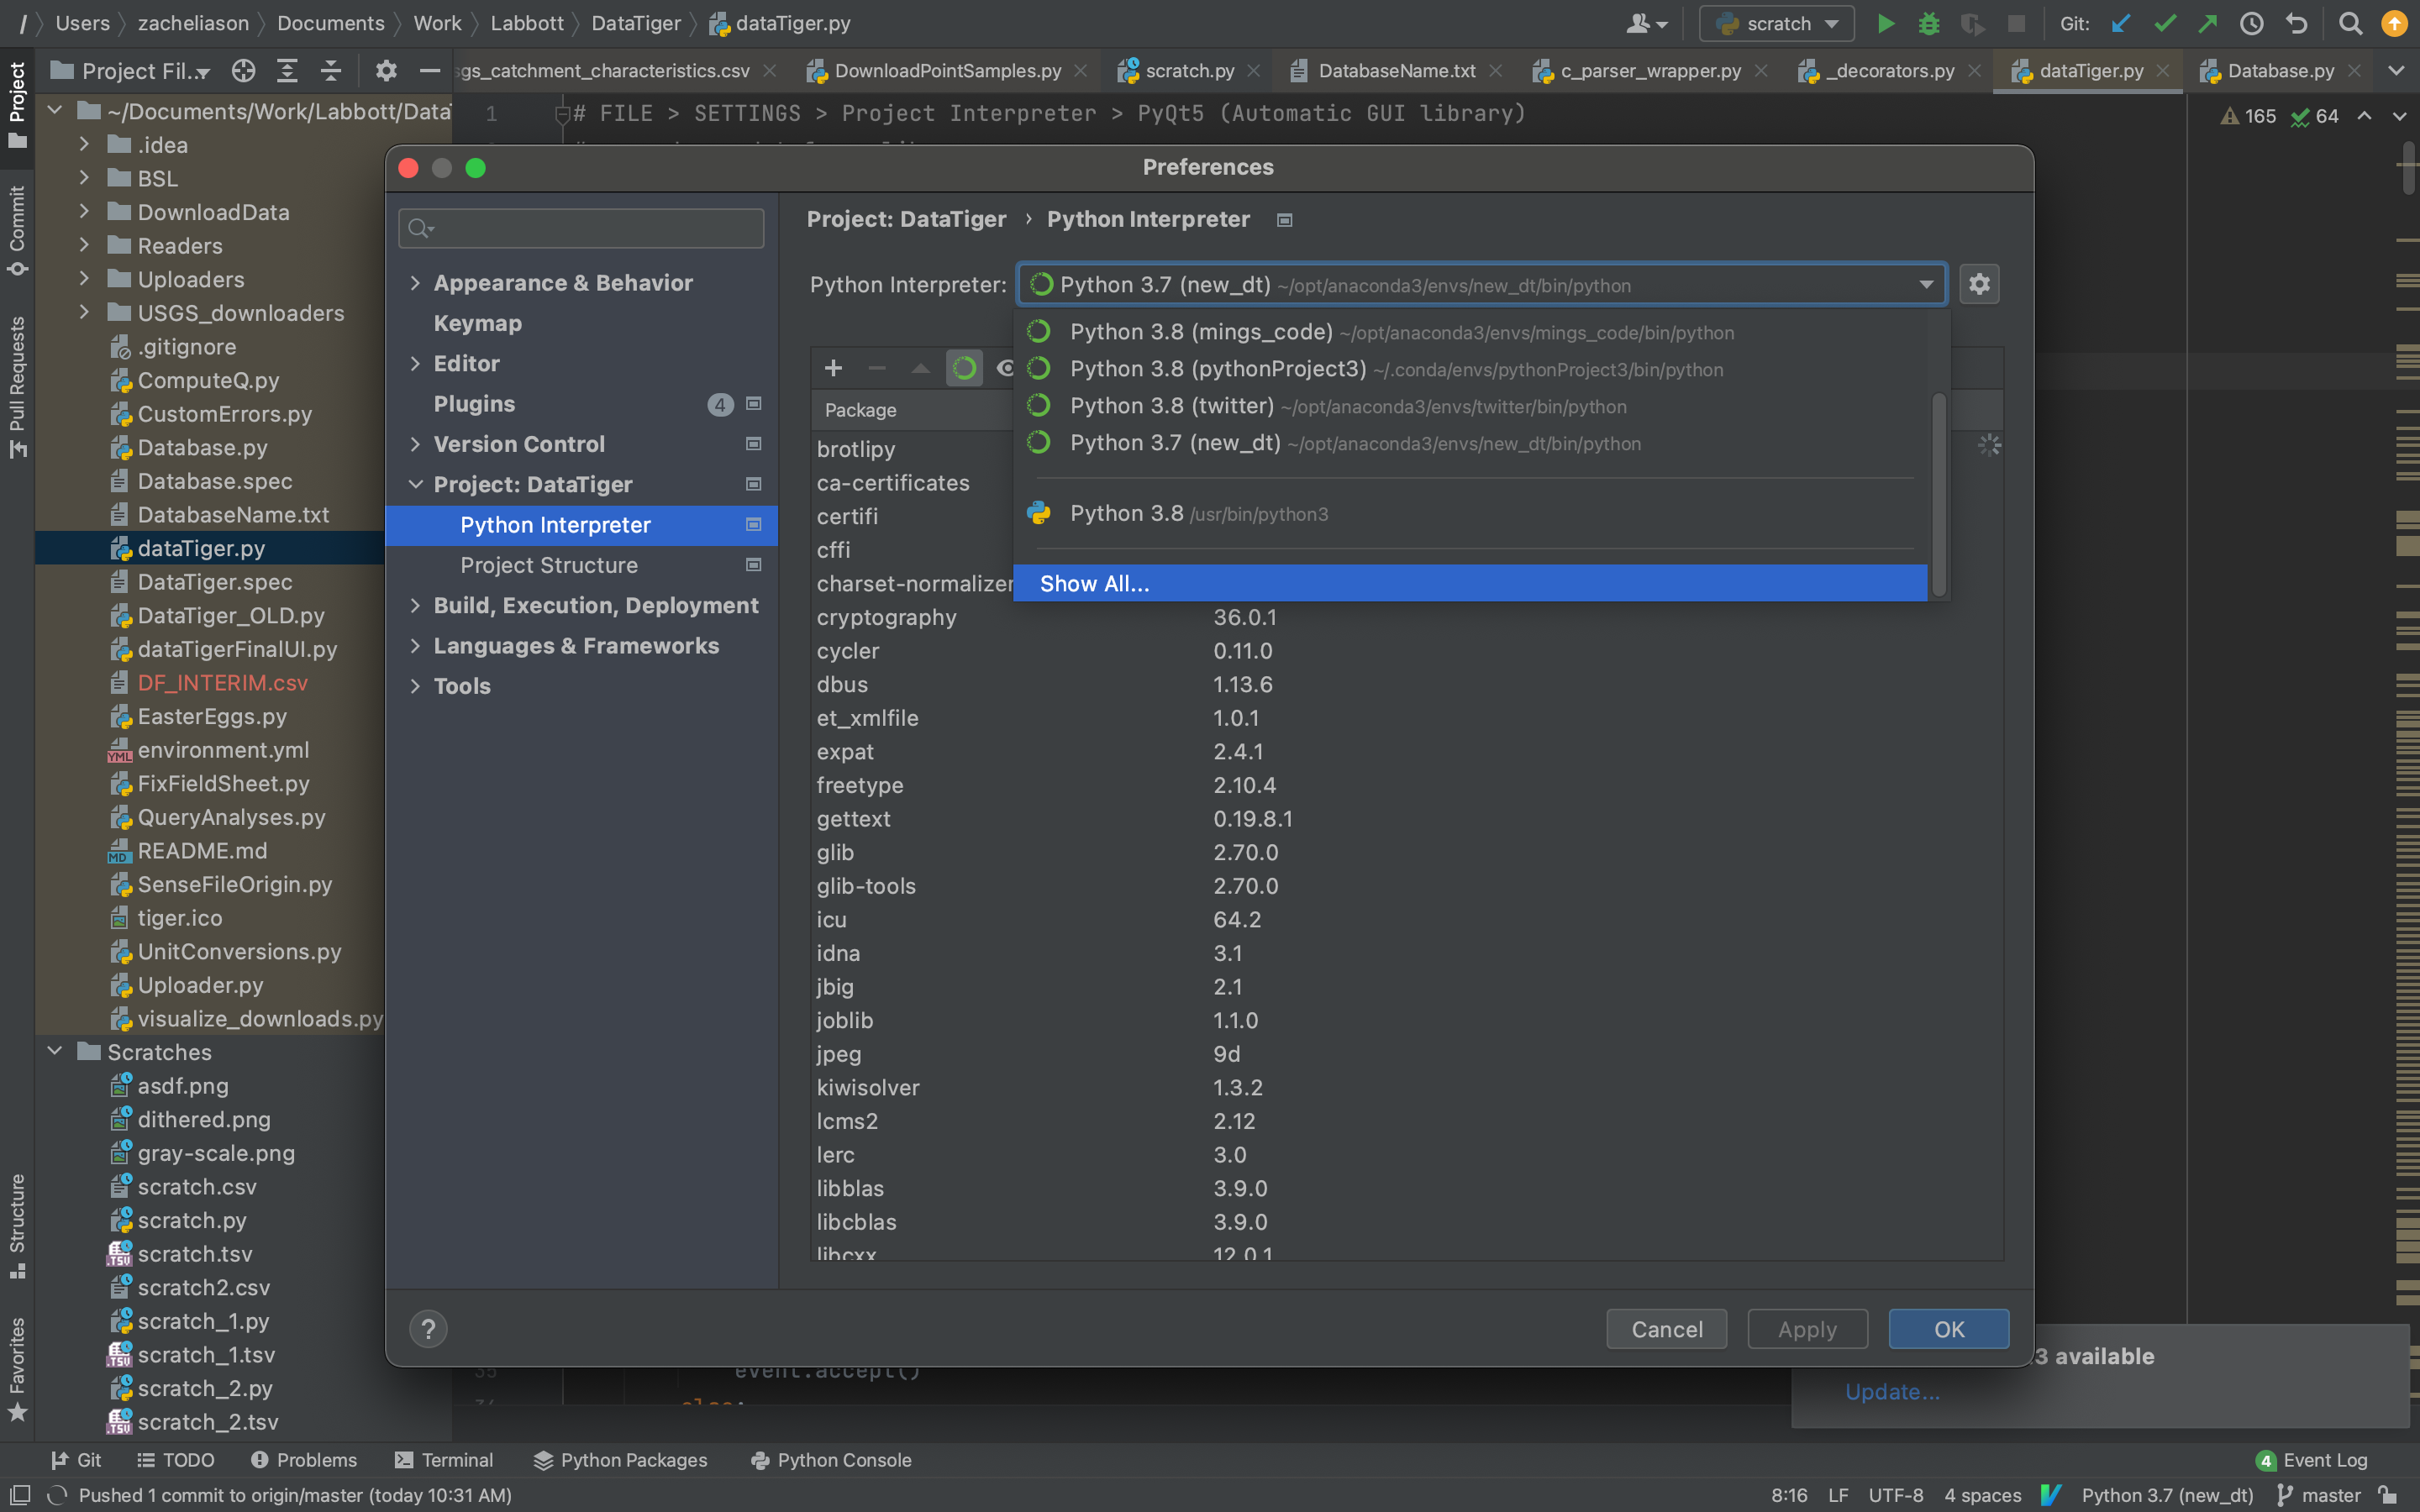 / Users Documents zacheliason Work Labbott DataTiger dataTiger.py
scratch
Git:
Project Fil...
gs_catchment_characteristics.csv
DownloadPointSamples.py
scratch.py
DatabaseName.txt
c_parser_wrapper.py
_decorators.py
dataTiger.py
Database.py
Project
Commit
Pull Requests
Structure
Favorites
~/Documents/Work/Labbott/Data
.idea
BSL
DownloadData
Readers
Uploaders
USGS_downloaders
.gitignore
ComputeQ.py
CustomErrors.py
Database.py
Database.spec
DatabaseName.txt
dataTiger.py
DataTiger.spec
DataTiger_OLD.py
dataTigerFinalUI.py
DF_INTERIM.csv
EasterEggs.py
environment.yml
FixFieldSheet.py
QueryAnalyses.py
README.md
SenseFileOrigin.py
tiger.ico
UnitConversions.py
Uploader.py
visualize_downloads.py
Scratches
asdf.png
dithered.png
gray-scale.png
scratch.csv
scratch.py
scratch.tsv
scratch2.csv
scratch_1.py
scratch_1.tsv
scratch_2.py
scratch_2.tsv
1 # FILE > SETTINGS > Project Interpreter > PyQt5 (Automatic GUI library)
165 64
Preferences
Appearance & Behavior
Keymap
Editor
Plugins 4
Version Control
Project: DataTiger
Python Interpreter
Project Structure
Build, Execution, Deployment
Languages & Frameworks
Tools
Project: DataTiger › Python Interpreter
Python Interpreter: Python 3.7 (new_dt) ~/opt/anaconda3/envs/new_dt/bin/python
Python 3.8 (mings_code) ~/opt/anaconda3/envs/mings_code/bin/python
Python 3.8 (pythonProject3) ~/.conda/envs/pythonProject3/bin/python
Python 3.8 (twitter) ~/opt/anaconda3/envs/twitter/bin/python
Python 3.7 (new_dt) ~/opt/anaconda3/envs/new_dt/bin/python
Python 3.8 /usr/bin/python3
Show All...
Package
brotlipy
ca-certificates
certifi
cffi
charset-normalizer
cryptography 36.0.1
cycler 0.11.0
dbus 1.13.6
et_xmlfile 1.0.1
expat 2.4.1
freetype 2.10.4
gettext 0.19.8.1
glib 2.70.0
glib-tools 2.70.0
icu 64.2
idna 3.1
jbig 2.1
joblib 1.1.0
jpeg 9d
kiwisolver 1.3.2
lcms2 2.12
lerc 3.0
libblas 3.9.0
libcblas 3.9.0
libcxx 12.0.1
? Cancel Apply OK
event.accept()
else:
3 available
Update...
Git TODO Problems Terminal Python Packages Python Console 4 Event Log
Pushed 1 commit to origin/master (today 10:31 AM) 8:16 LF UTF-8 4 spaces Python 3.7 (new_dt) master